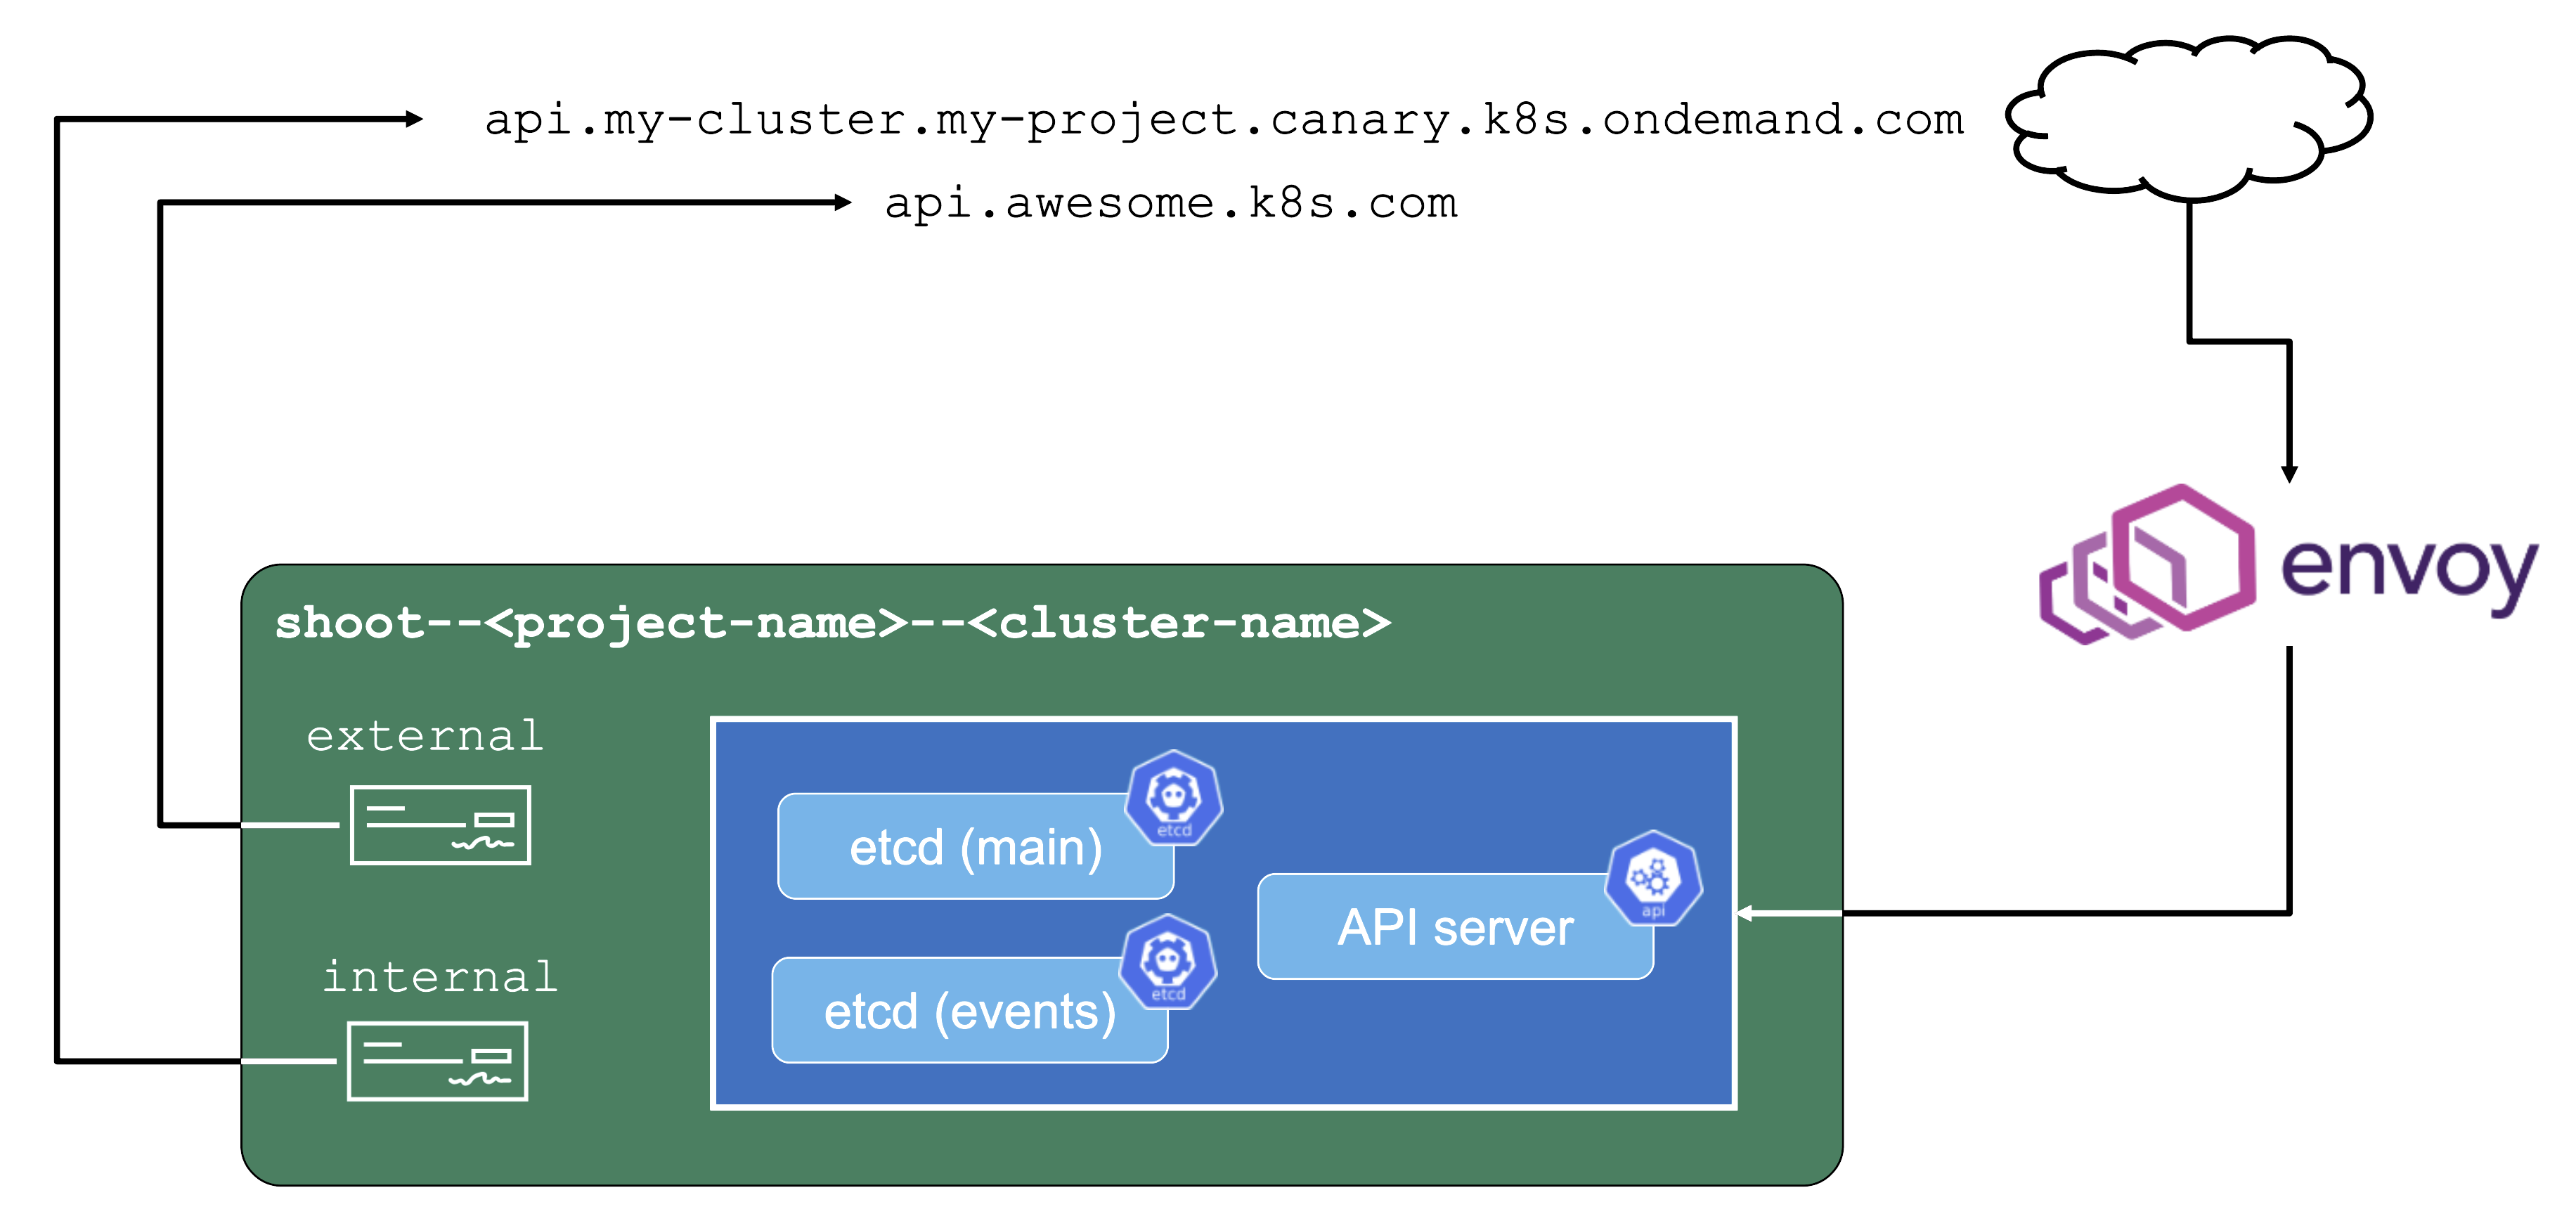 api.my-cluster.my-project.canary.k8s.ondemand.com
api.awesome.k8s.com
envoy
shoot--<project-name>--<cluster-name>
external
internal
etcd (main)
etcd
etcd (events)
etcd
API server
api